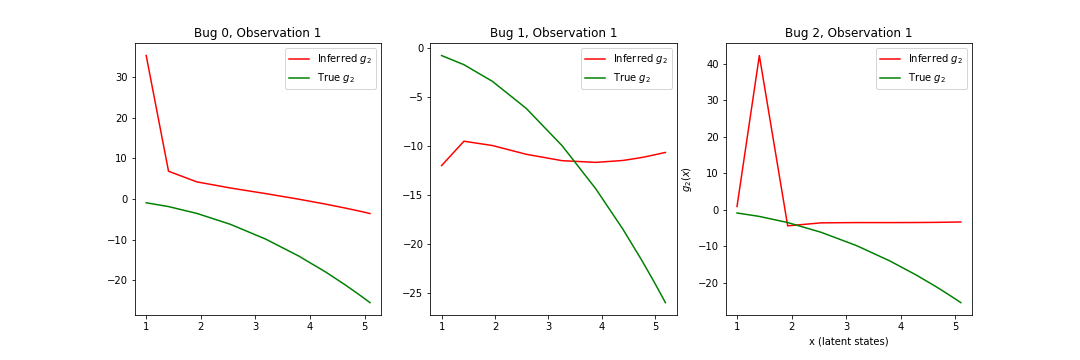 Bug 0, Observation 1
Inferred g₂
True g₂
30
20
10
0
−10
−20
1 2 3 4 5
Bug 1, Observation 1
Inferred g₂
True g₂
0
−5
−10
−15
−20
−25
1 2 3 4 5
Bug 2, Observation 1
Inferred g₂
True g₂
g₂(x)
40
30
20
10
0
−10
−20
1 2 3 4 5
x (latent states)